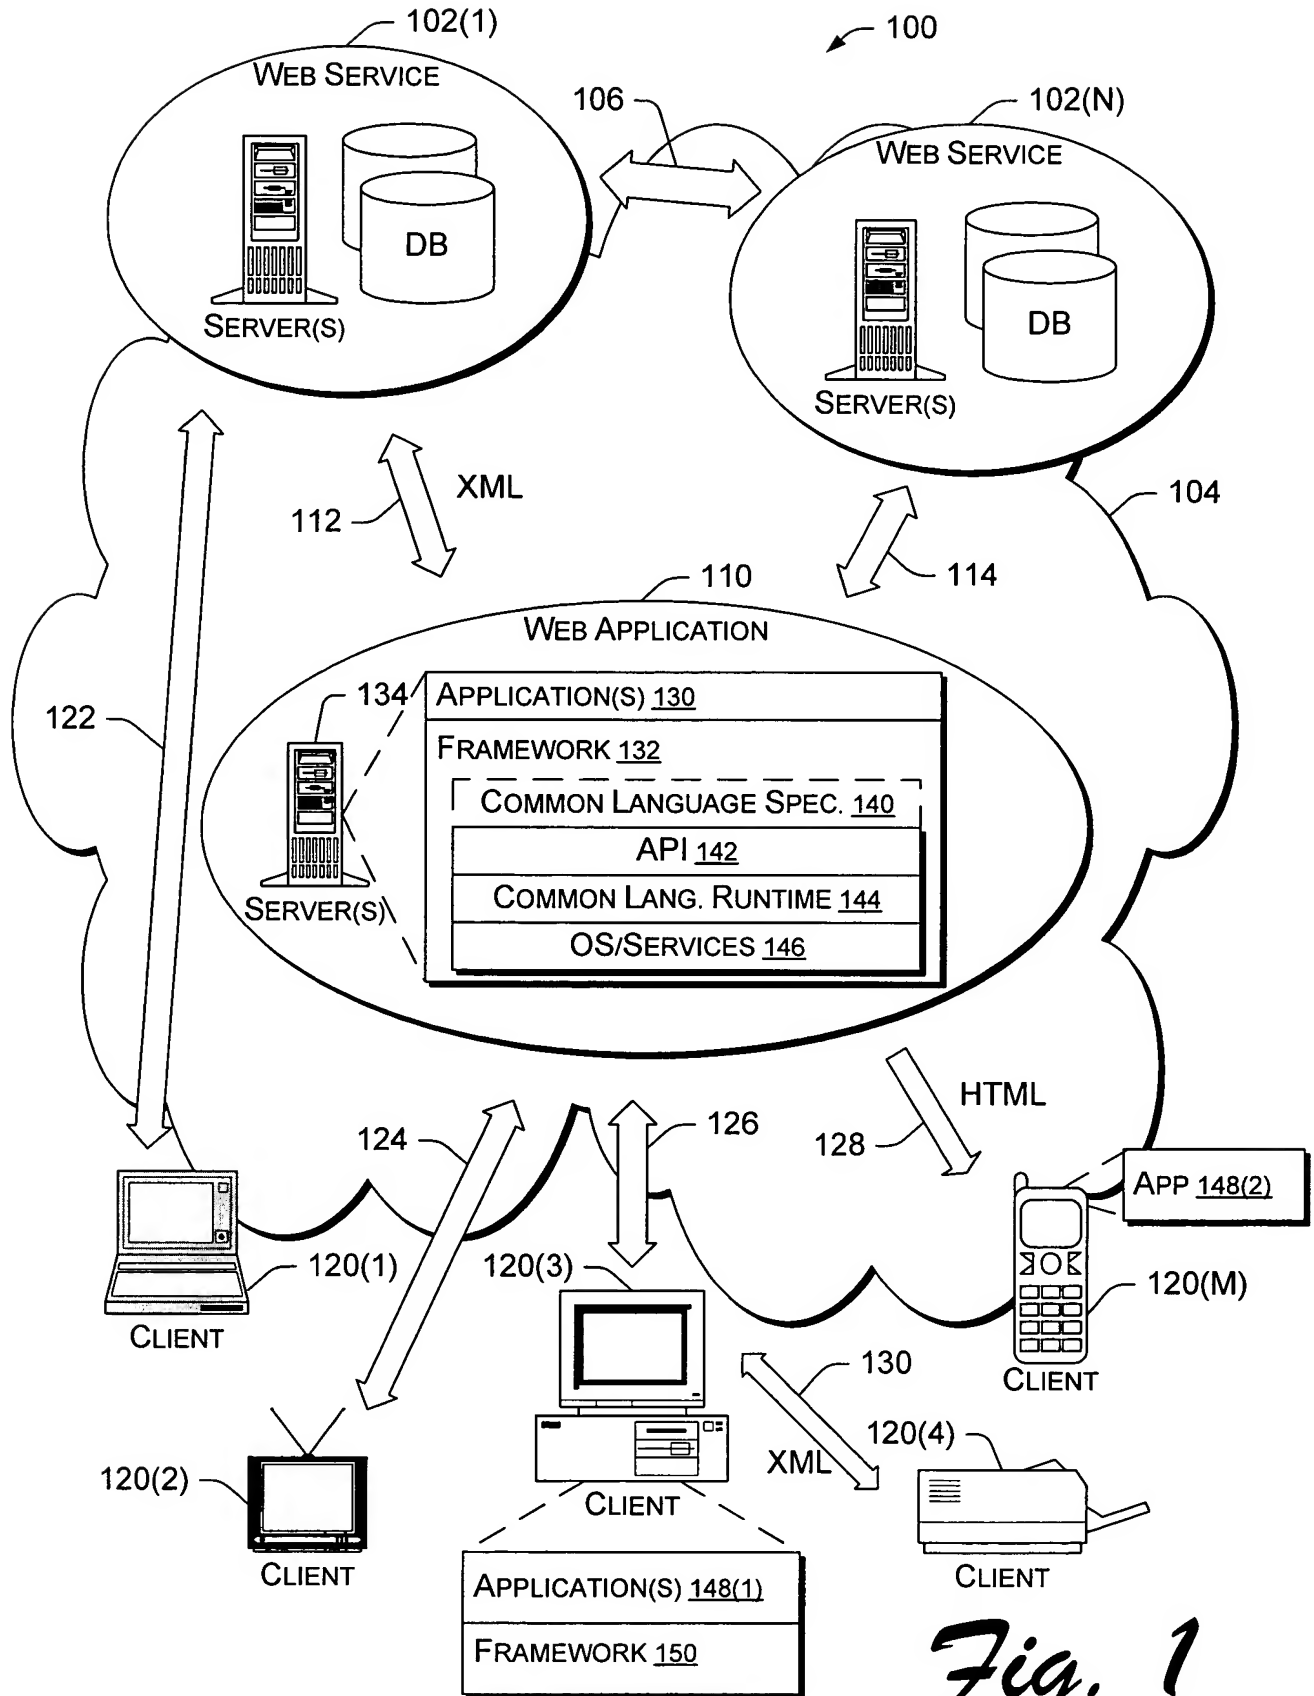 102(1)
100
WEB SERVICE
106
102(N)
WEB SERVICE
DB
SERVER(S)
DB
SERVER(S)
XML
104
112
114
110
WEB APPLICATION
134
APPLICATION(S) 130
122
FRAMEWORK 132
COMMON LANGUAGE SPEC. 140
API 142
COMMON LANG. RUNTIME 144
SERVER(S)
OS/SERVICES 146
HTML
124
126
128
APP 148(2)
120(1)
120(3)
120(M)
CLIENT
130
CLIENT
120(4)
XML
120(2)
CLIENT
CLIENT
CLIENT
APPLICATION(S) 148(1)
FRAMEWORK 150
Fig. 1